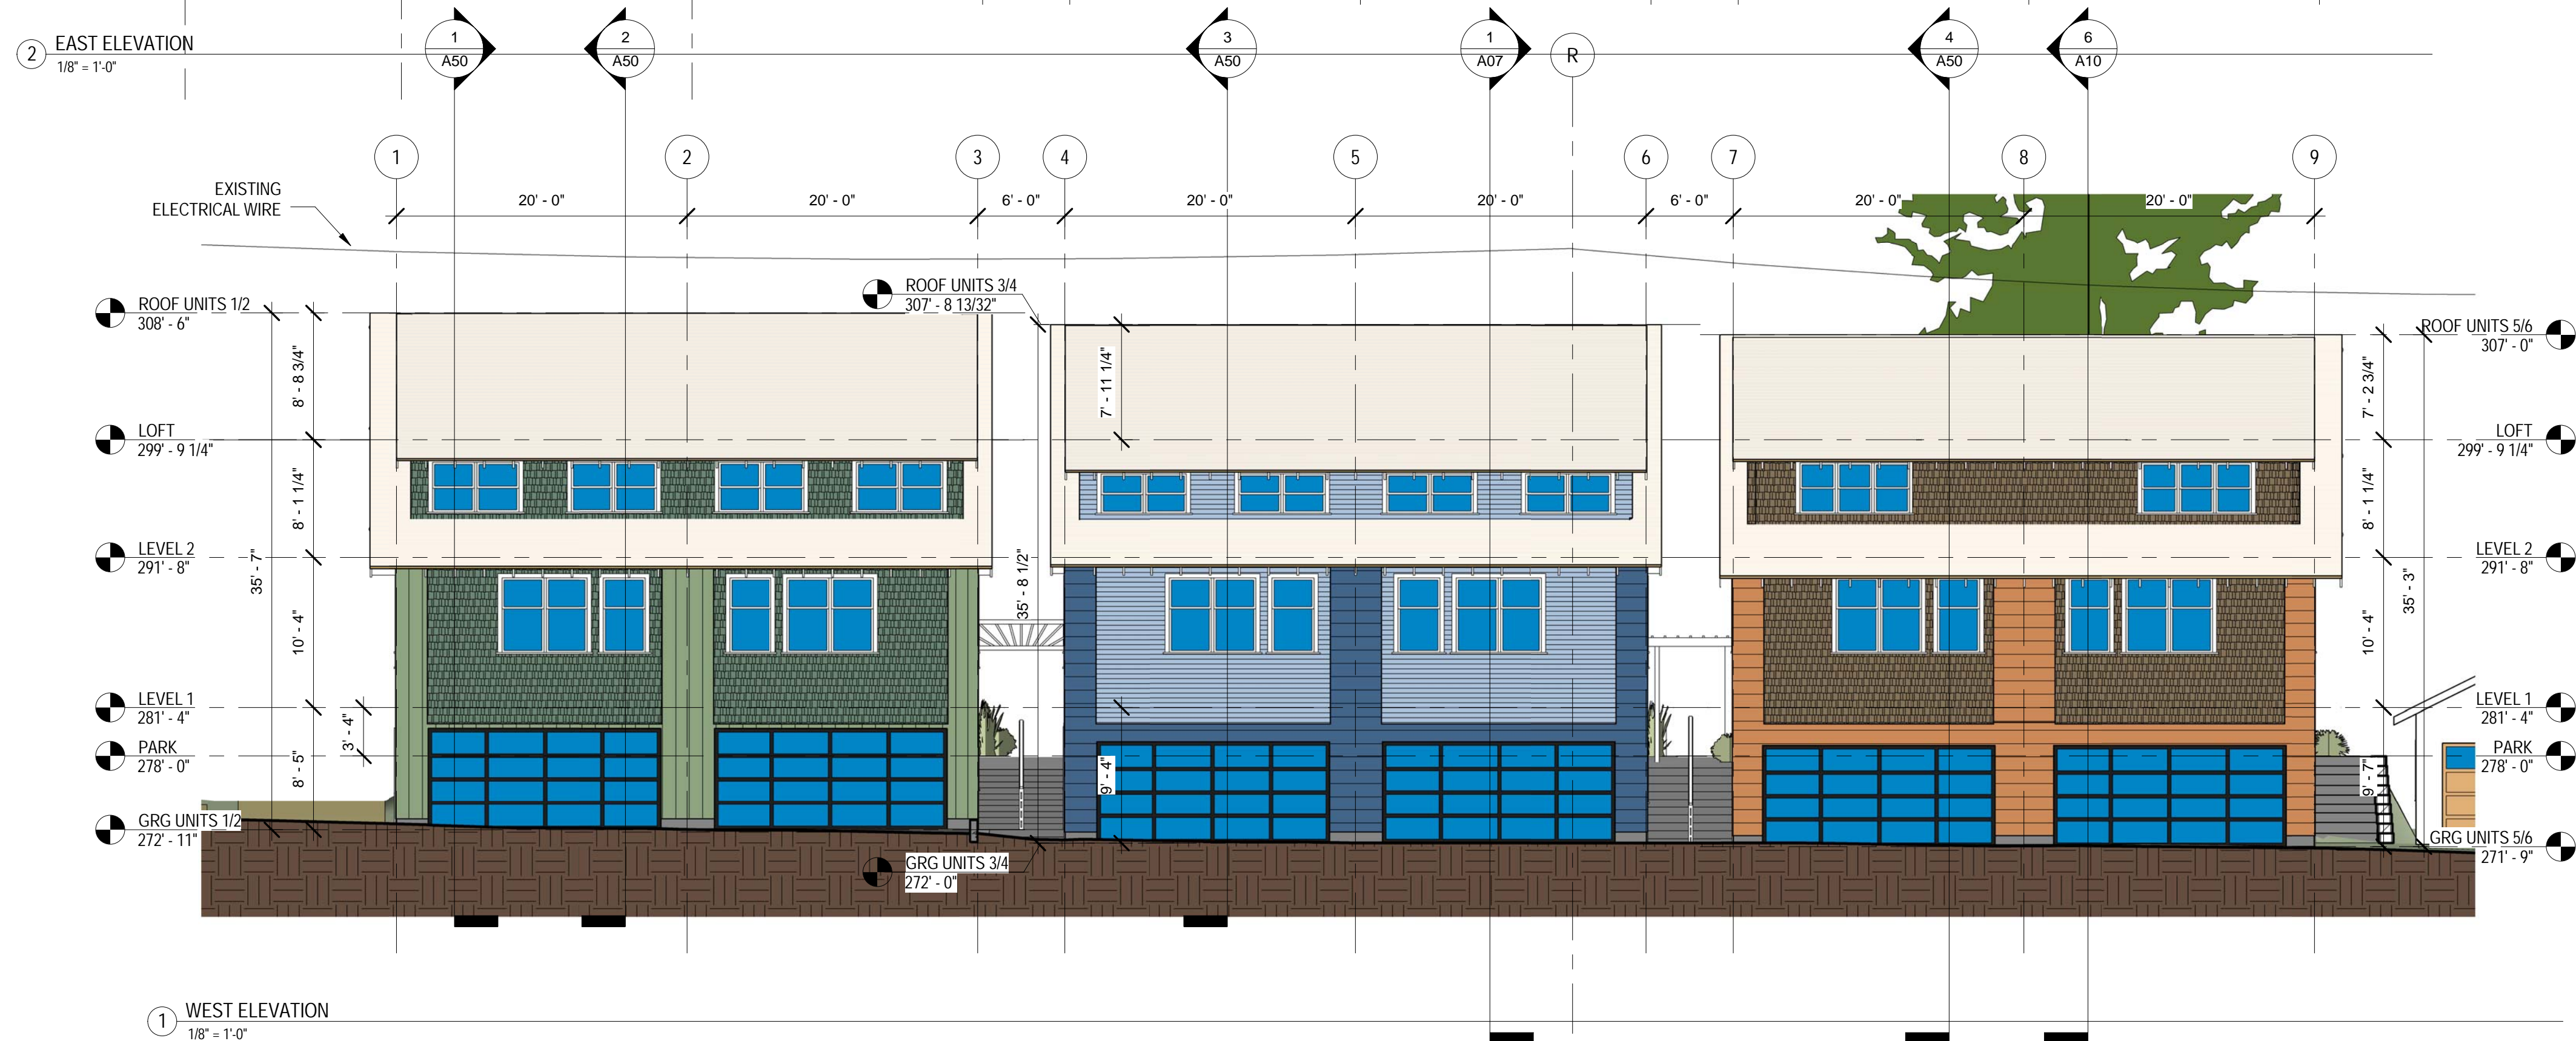 2 EAST ELEVATION
1/8" = 1'-0"
1
A50
2
A50
3
A50
1
A07
R
4
A50
6
A10
1 2 3 4 5 6 7 8 9
EXISTING
ELECTRICAL WIRE
20' - 0" 20' - 0" 6' - 0" 20' - 0" 20' - 0" 6' - 0" 20' - 0" 20' - 0"
ROOF UNITS 1/2
308' - 6"
ROOF UNITS 3/4
307' - 8 13/32"
ROOF UNITS 5/6
307' - 0"
8' - 8 3/4"
7' - 11 1/4"
7' - 2 3/4"
LOFT
299' - 9 1/4"
LOFT
299' - 9 1/4"
8' - 1 1/4"
8' - 1 1/4"
LEVEL 2
291' - 8"
LEVEL 2
291' - 8"
35' - 7"
35' - 8 1/2"
35' - 3"
10' - 4"
10' - 4"
LEVEL 1
281' - 4"
LEVEL 1
281' - 4"
3' - 4"
PARK
278' - 0"
PARK
278' - 0"
8' - 5"
9' - 4"
9' - 7"
GRG UNITS 1/2
272' - 11"
GRG UNITS 3/4
272' - 0"
GRG UNITS 5/6
271' - 9"
1 WEST ELEVATION
1/8" = 1'-0"